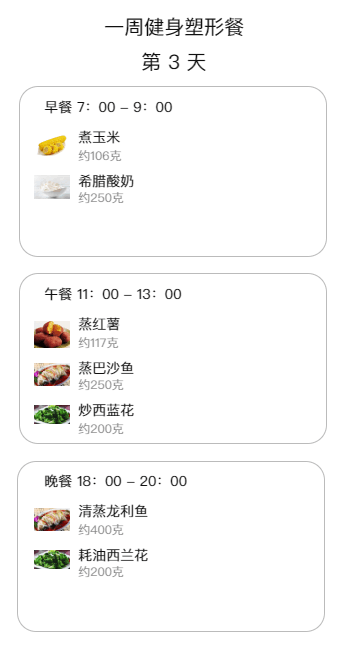 一周健身塑形餐
第 3 天
早餐 7：00 – 9：00
煮玉米
约106克
希腊酸奶
约250克
午餐 11：00 – 13：00
蒸红薯
约117克
蒸巴沙鱼
约250克
炒西蓝花
约200克
晚餐 18：00 – 20：00
清蒸龙利鱼
约400克
耗油西兰花
约200克